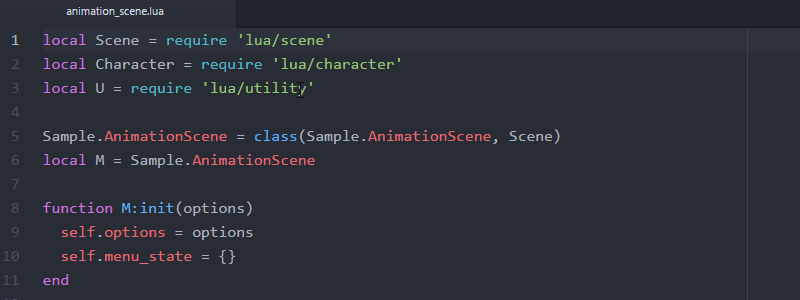 animation_scene.lua
1 local Scene = require 'lua/scene'
2 local Character = require 'lua/character'
3 local U = require 'lua/utility'
4
5 Sample.AnimationScene = class(Sample.AnimationScene, Scene)
6 local M = Sample.AnimationScene
7
8 function M:init(options)
9   self.options = options
10   self.menu_state = {}
11 end